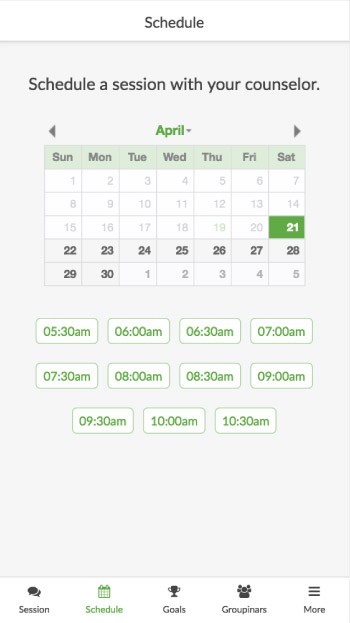 Schedule
Schedule a session with your counselor.
April
Sun Mon Tue Wed Thu Fri Sat
1 2 3 4 5 6 7
8 9 10 11 12 13 14
15 16 17 18 19 20 21
22 23 24 25 26 27 28
29 30 1 2 3 4 5
05:30am 06:00am 06:30am 07:00am
07:30am 08:00am 08:30am 09:00am
09:30am 10:00am 10:30am
Session Schedule Goals Groupinars More